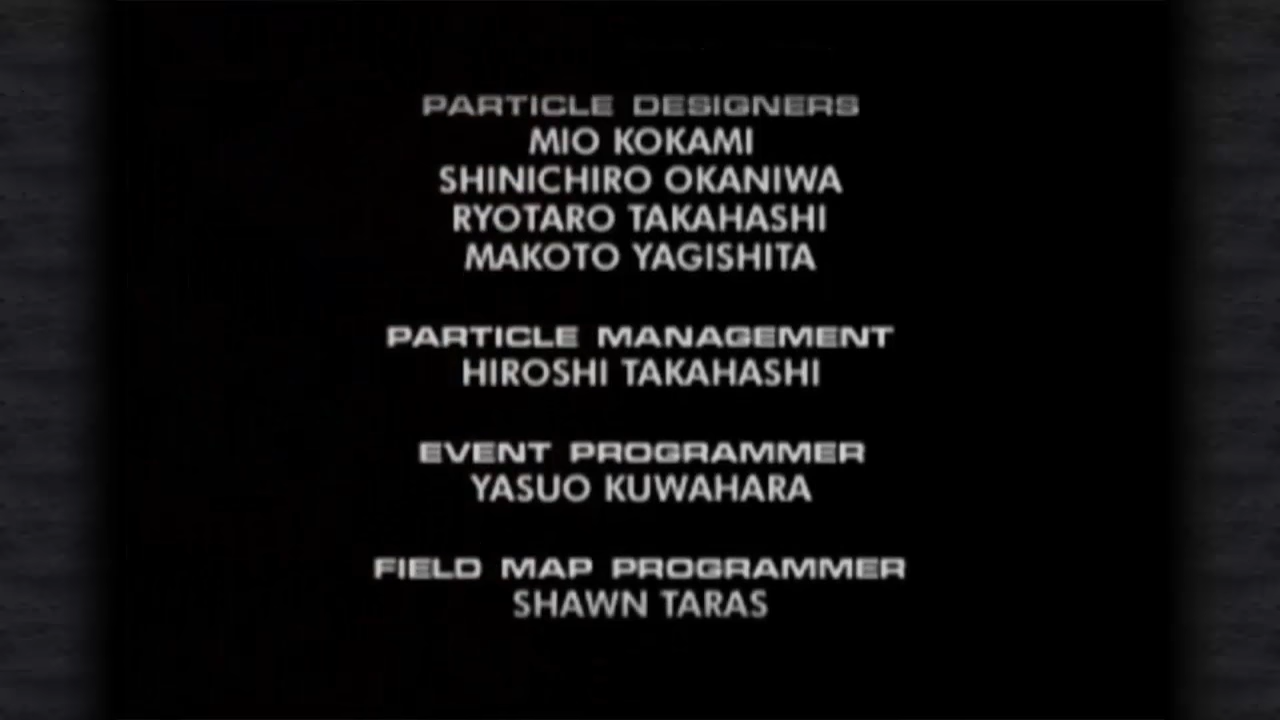 PARTICLE DESIGNERS
MIO KOKAMI
SHINICHIRO OKANIWA
RYOTARO TAKAHASHI
MAKOTO YAGISHITA
PARTICLE MANAGEMENT
HIROSHI TAKAHASHI
EVENT PROGRAMMER
YASUO KUWAHARA
FIELD MAP PROGRAMMER
SHAWN TARAS